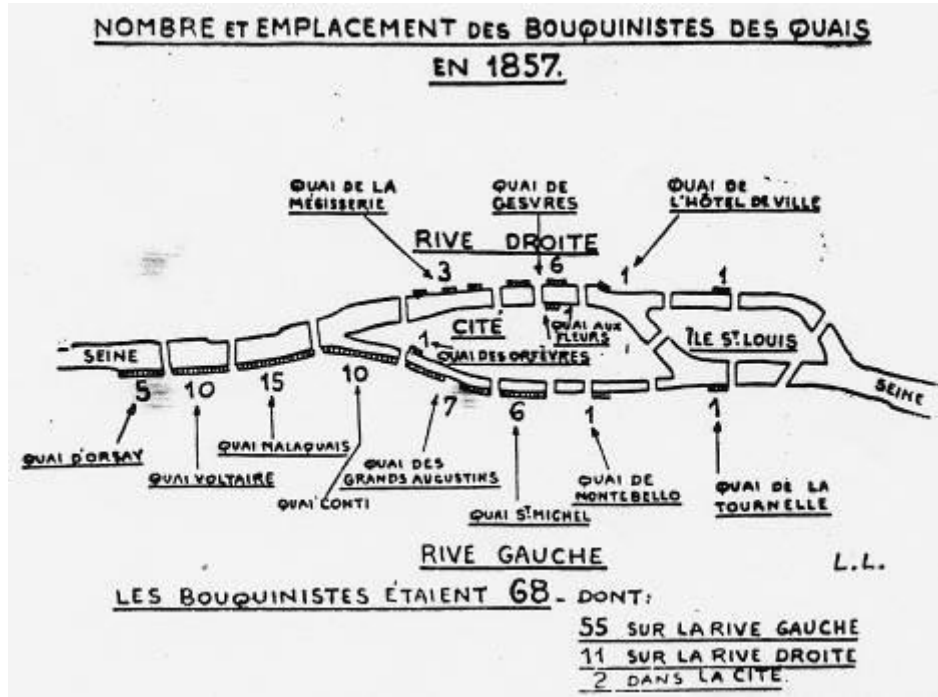 NOMBRE ET EMPLACEMENT DES BOUQUINISTES DES QUAIS
EN 1857.
QUAI DE LA
MÉGISSERIE
QUAI DE
GESVRES
QUAI DE
L'HÔTEL DE VILLE
RIVE DROITE
3
6
1
1
CITÉ
1
QUAI AUX
FLEURS
ÎLE ST. LOUIS
1
QUAI DES ORFÈVRES
SEINE
SEINE
5
10
15
10
7
6
1
1
QUAI D'ORSAY
QUAI VOLTAIRE
QUAI MALAQUAIS
QUAI CONTI
QUAI DES
GRANDS AUGUSTINS
QUAI ST. MICHEL
QUAI DE
MONTEBELLO
QUAI DE LA
TOURNELLE
RIVE GAUCHE
L.L.
LES BOUQUINISTES ÉTAIENT 68 - DONT:
55 SUR LA RIVE GAUCHE
11 SUR LA RIVE DROITE
2 DANS LA CITÉ.